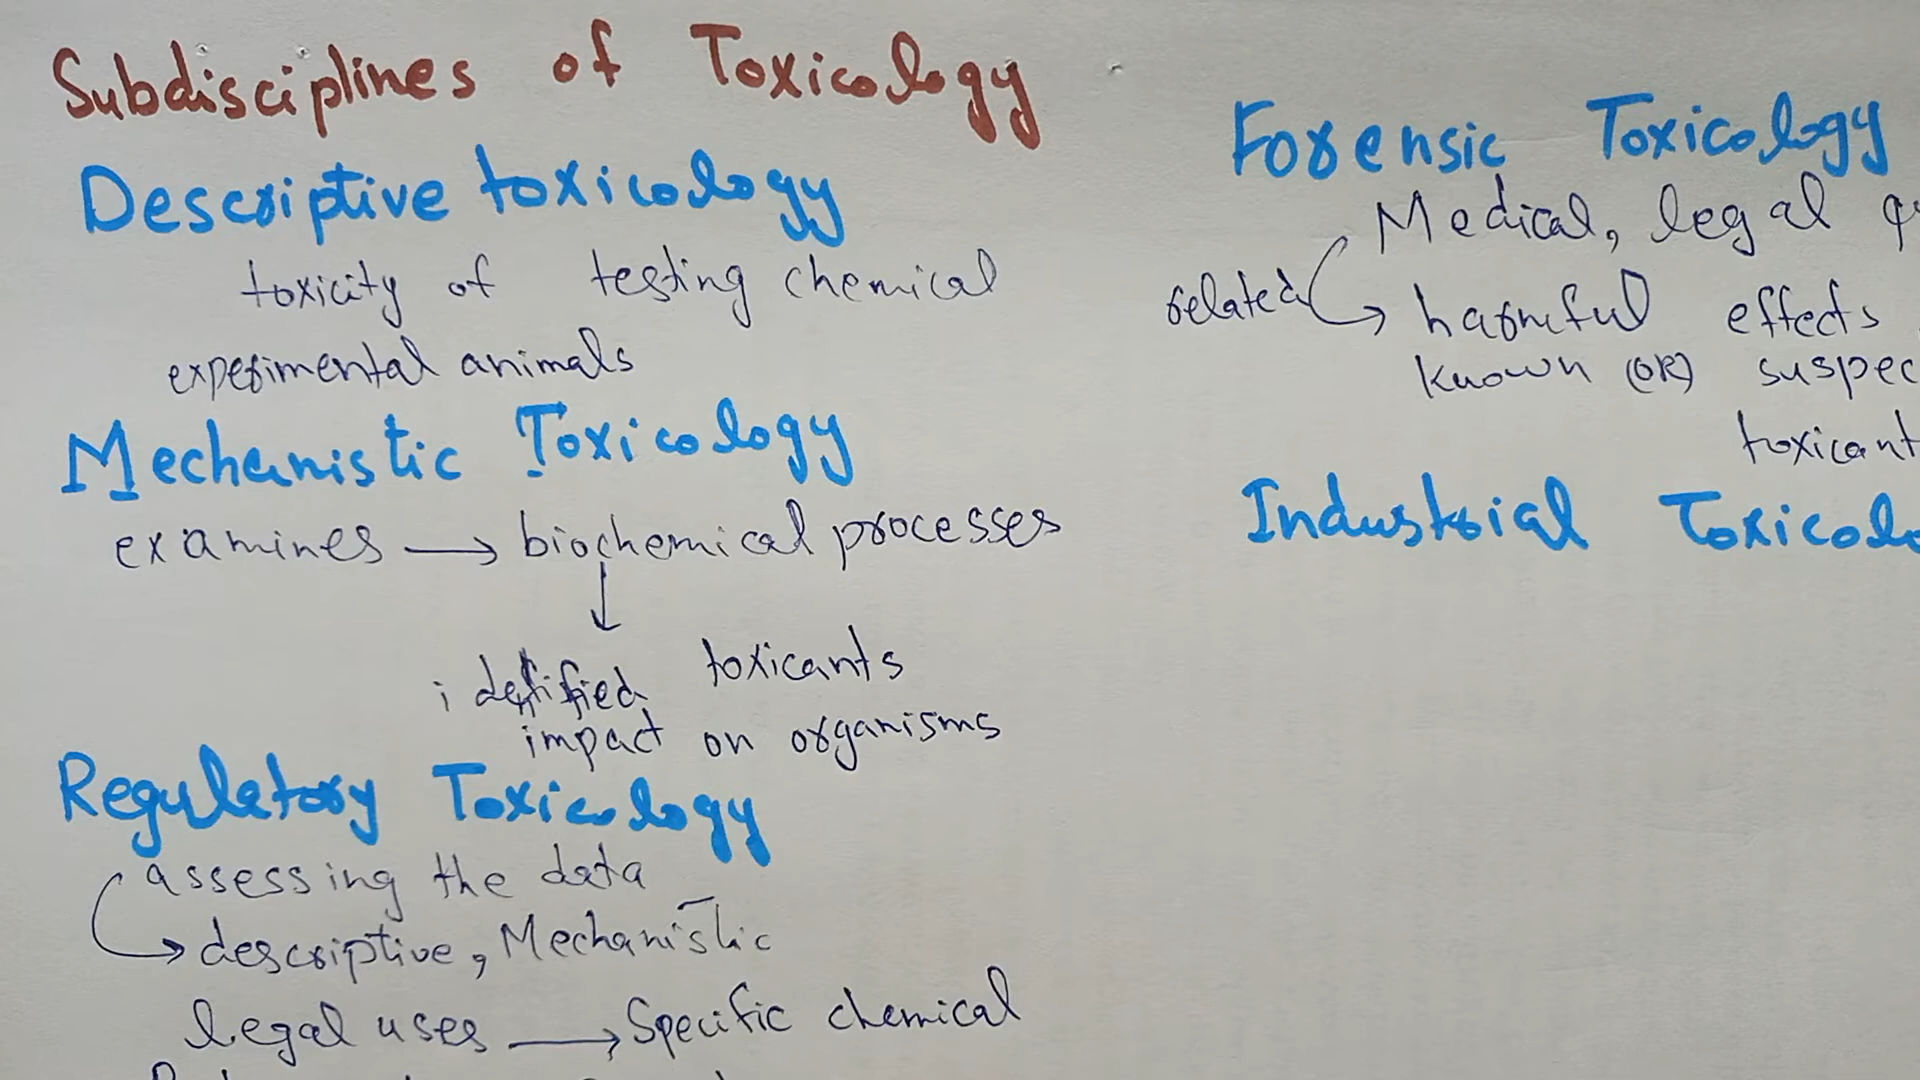 Subdisciplines of Toxicology
Descriptive toxicology
toxicity of testing chemical
experimental animals
Mechanistic Toxicology
examines → biochemical processes
↓
toxicants
impact on organisms
Regulatory Toxicology
assessing the data
→ descriptive, Mechanistic
legal uses → Specific chemical
Forensic Toxicology
Medical, legal
related → harmful effects
known (OR) suspec
toxicant
Industrial Toxicolo